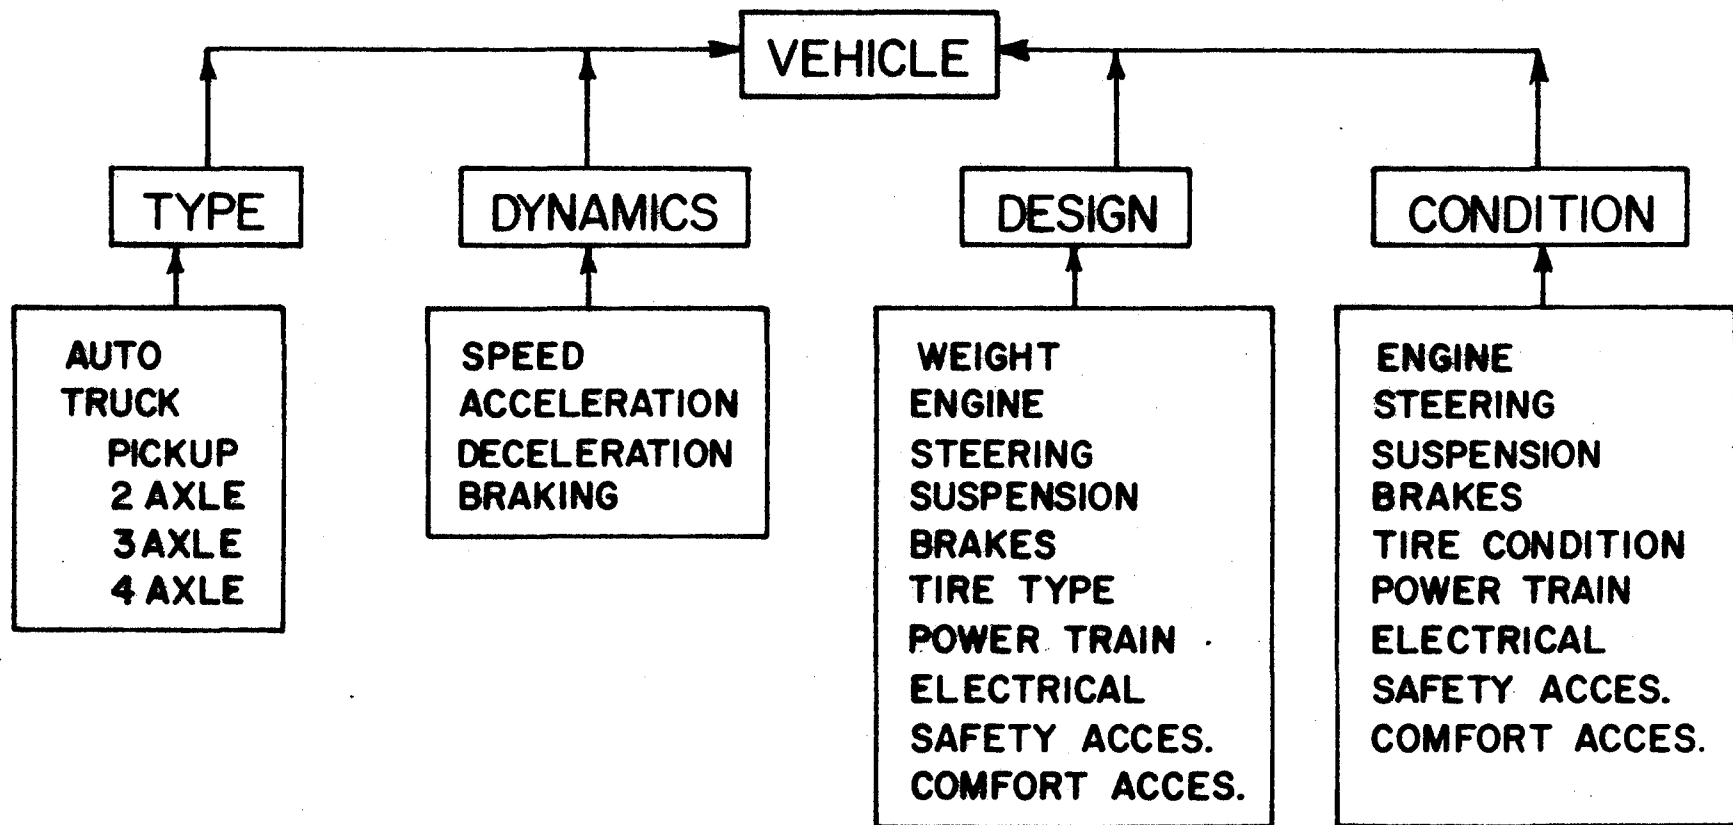 VEHICLE
TYPE
DYNAMICS
DESIGN
CONDITION
AUTO
TRUCK
PICKUP
2 AXLE
3 AXLE
4 AXLE
SPEED
ACCELERATION
DECELERATION
BRAKING
WEIGHT
ENGINE
STEERING
SUSPENSION
BRAKES
TIRE TYPE
POWER TRAIN
ELECTRICAL
SAFETY ACCES.
COMFORT ACCES.
ENGINE
STEERING
SUSPENSION
BRAKES
TIRE CONDITION
POWER TRAIN
ELECTRICAL
SAFETY ACCES.
COMFORT ACCES.